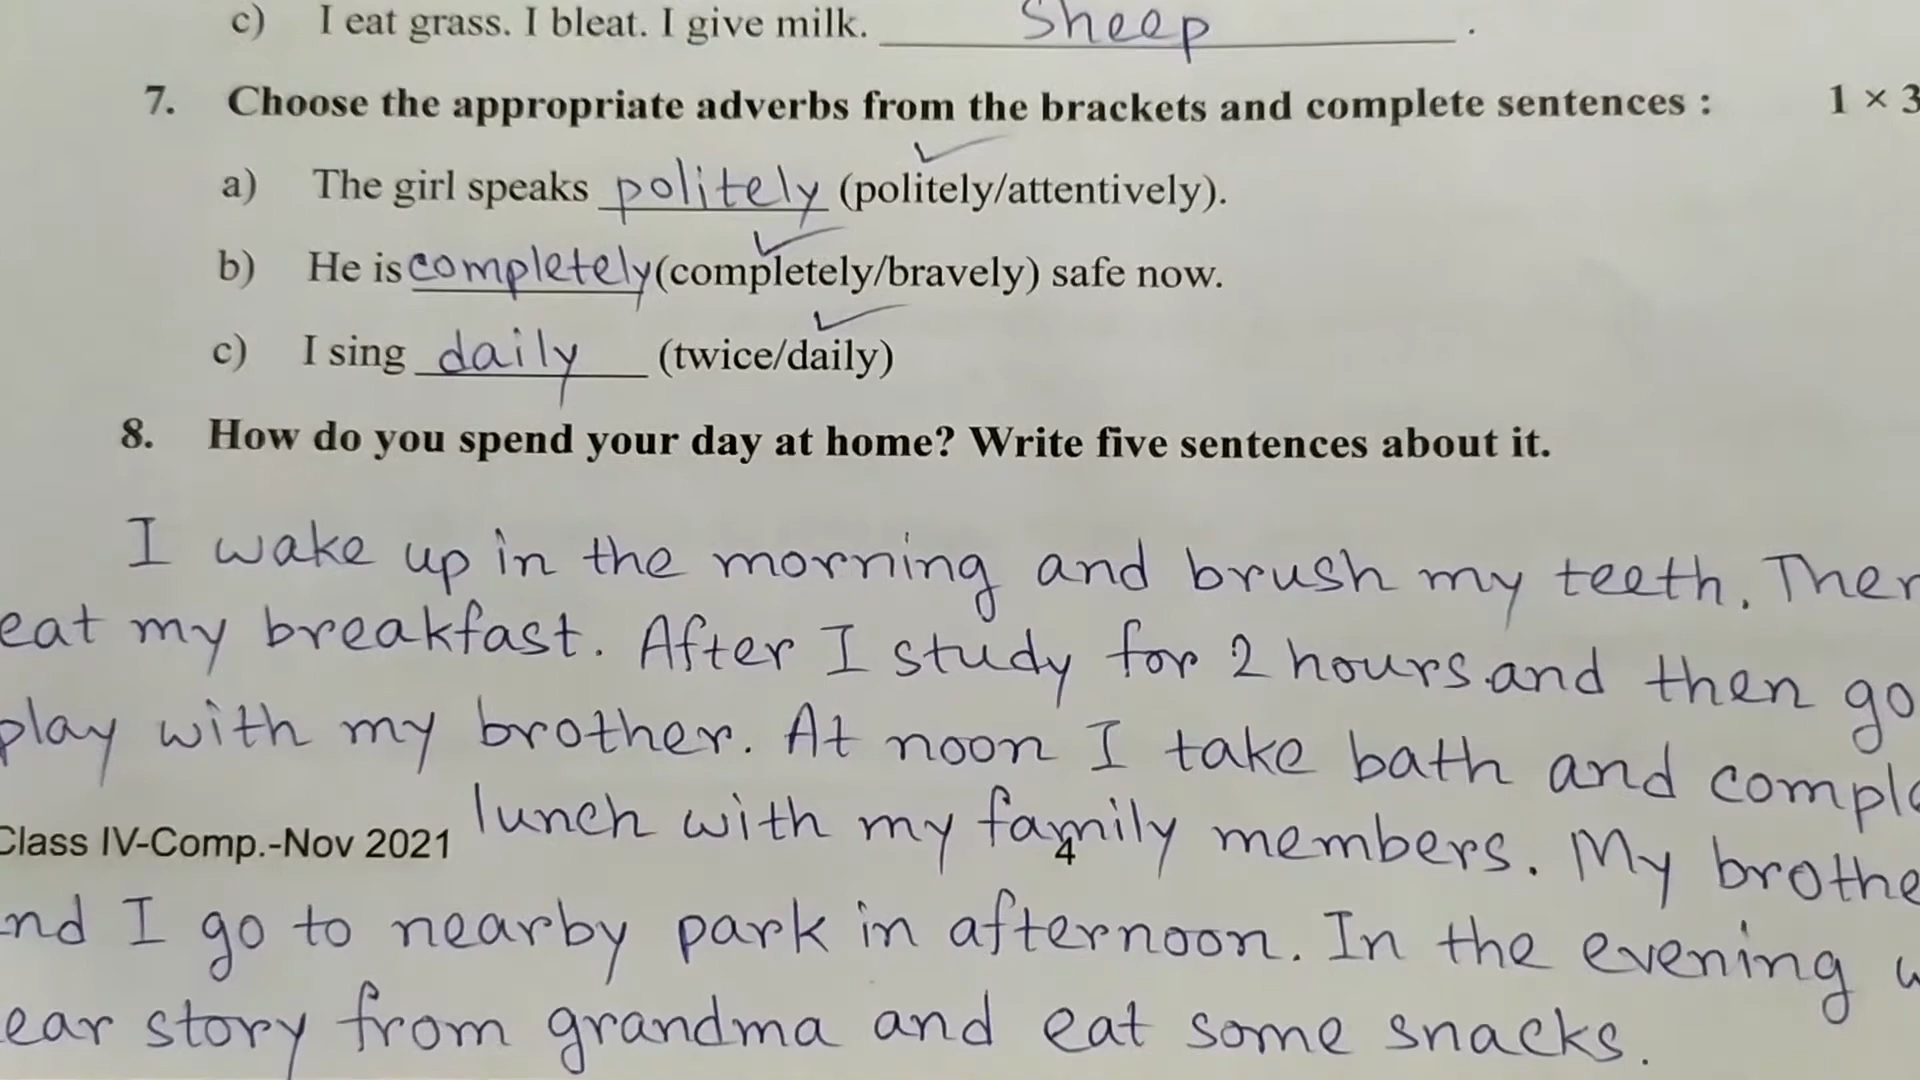 c) I eat grass. I bleat. I give milk. Sheep.
7. Choose the appropriate adverbs from the brackets and complete sentences : 1 × 3
a) The girl speaks politely (politely/attentively).
b) He is completely (completely/bravely) safe now.
c) I sing daily (twice/daily)
8. How do you spend your day at home? Write five sentences about it.
I wake up in the morning and brush my teeth. Then
eat my breakfast. After I study for 2 hours and then go
play with my brother. At noon I take bath and
lunch with my family members. My
Class IV-Comp.-Nov 2021
4
I go to nearby park in afternoon. In the evening
story from grandma and eat some snacks.